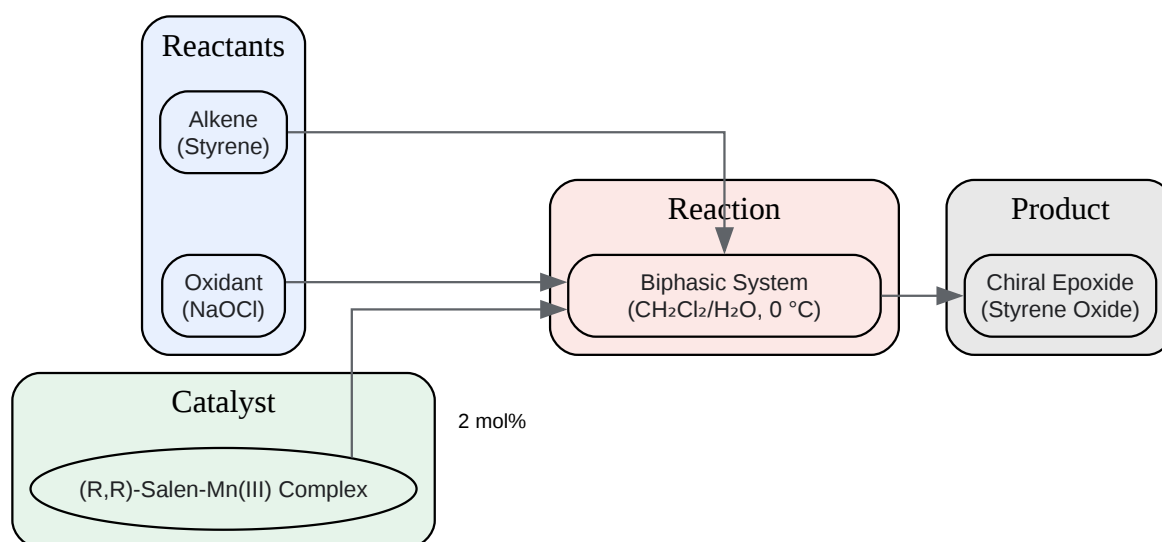 Reactants
Alkene
(Styrene)
Oxidant
(NaOCl)
Reaction
Biphasic System
(CH₂Cl₂/H₂O, 0 °C)
Product
Chiral Epoxide
(Styrene Oxide)
Catalyst
2 mol%
(R,R)-Salen-Mn(III) Complex